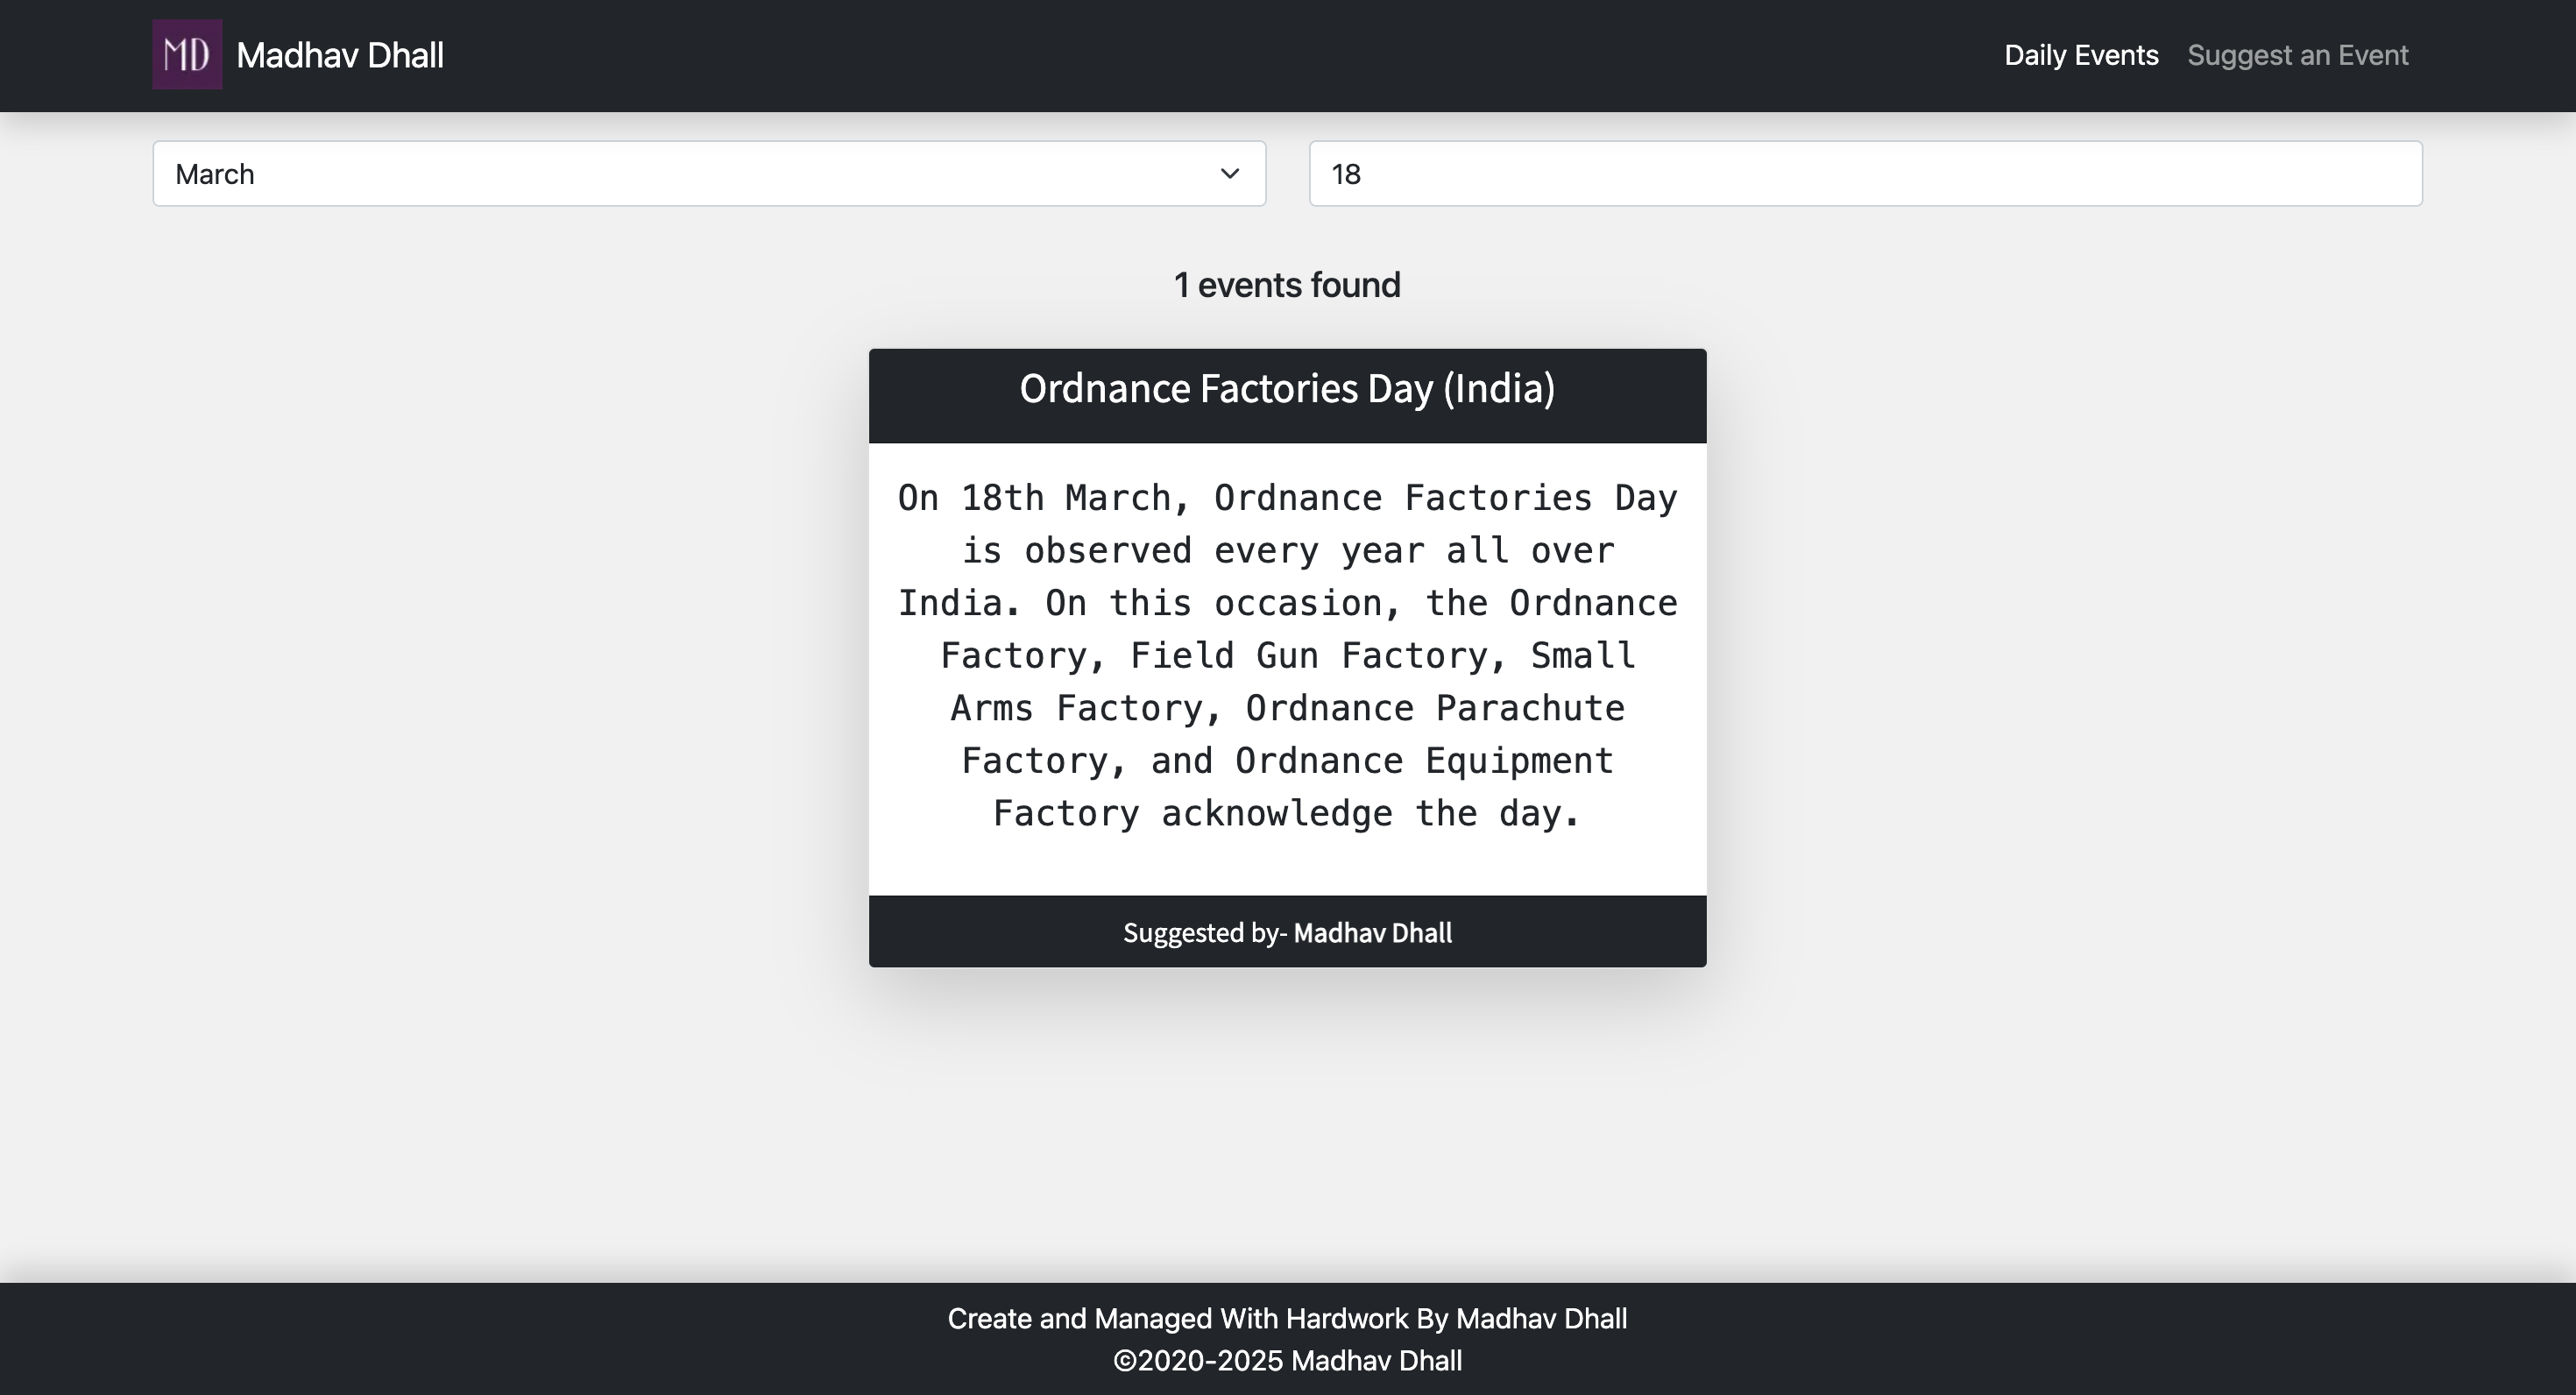 MD Madhav Dhall
Daily Events Suggest an Event
March
18
1 events found
Ordnance Factories Day (India)
On 18th March, Ordnance Factories Day
is observed every year all over
India. On this occasion, the Ordnance
Factory, Field Gun Factory, Small
Arms Factory, Ordnance Parachute
Factory, and Ordnance Equipment
Factory acknowledge the day.
Suggested by- Madhav Dhall
Create and Managed With Hardwork By Madhav Dhall
©2020-2025 Madhav Dhall